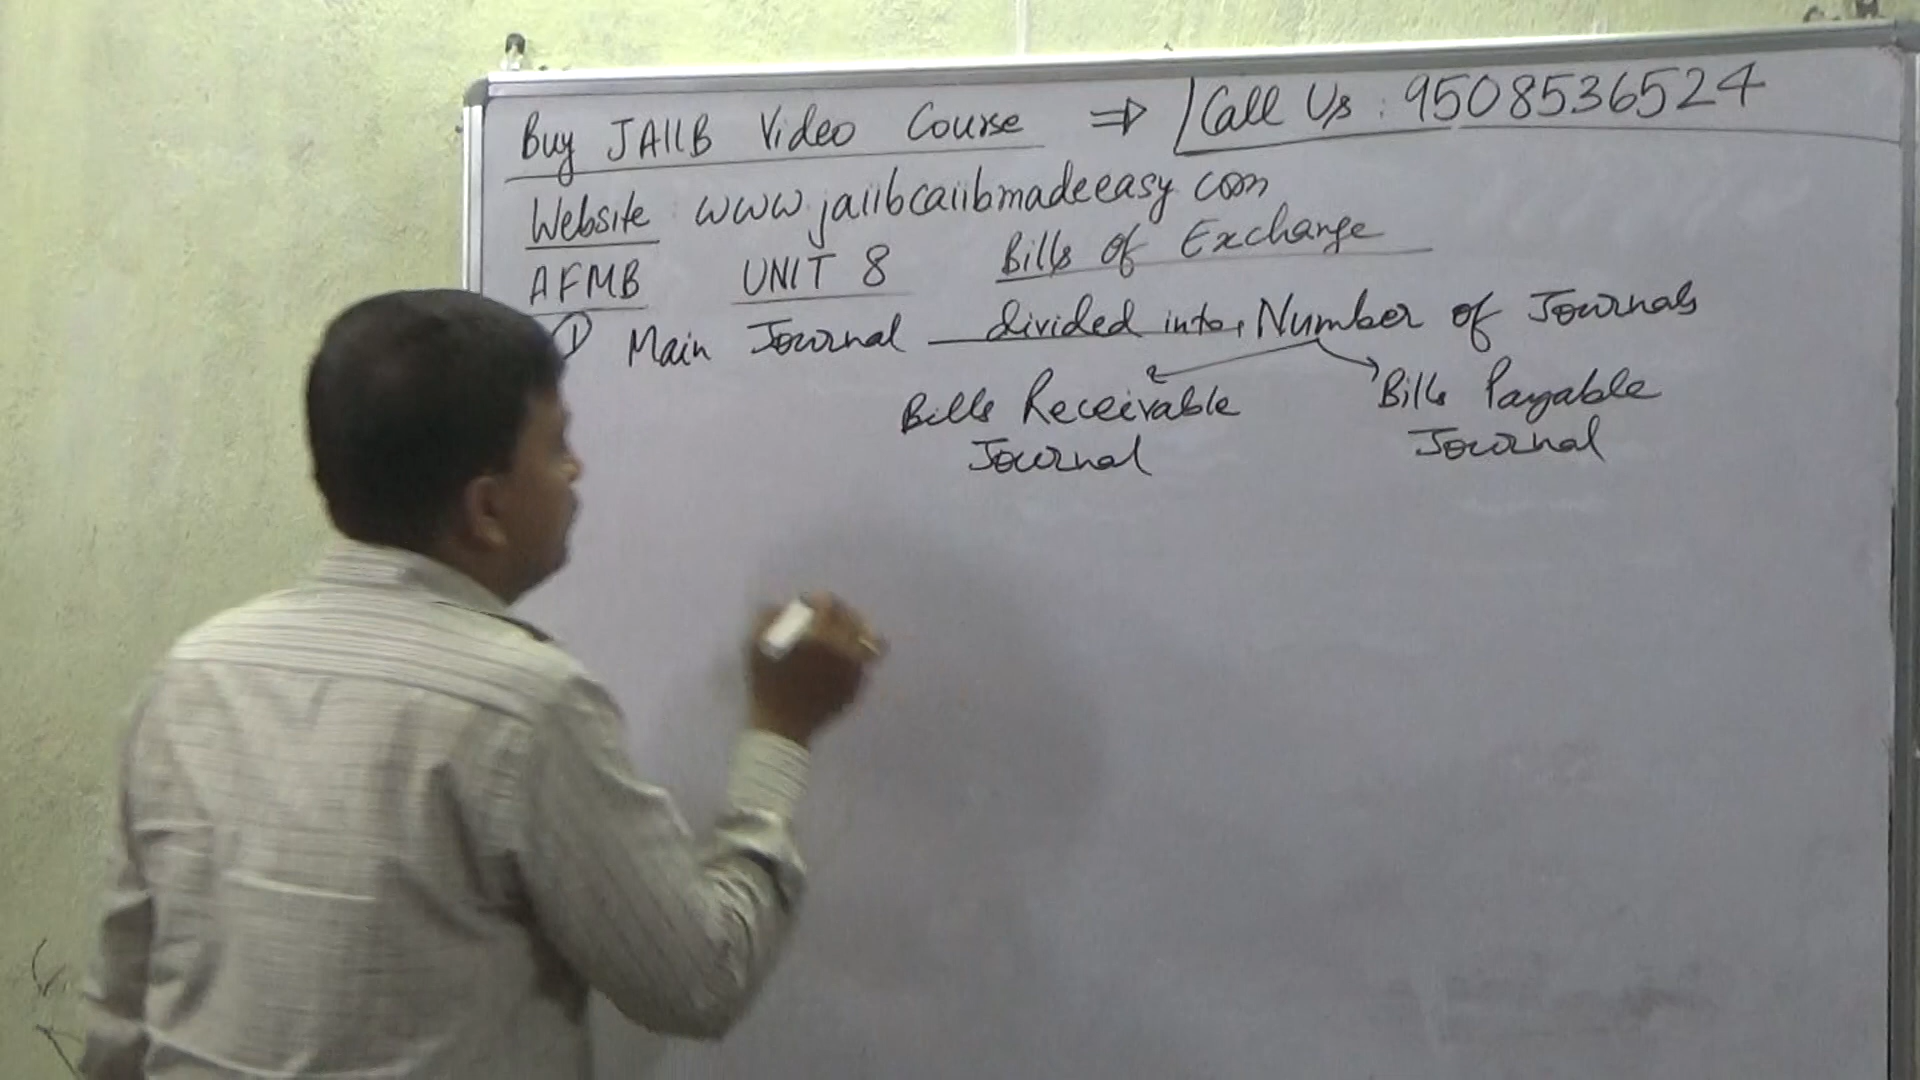 Buy JAIIB Video Course ⇒ Call Us : 9508536524
Website : www.jaiibcaiibmadeeasy com
AFMB UNIT 8 Bills of Exchange
① Main Journal divided into, Number of Journals
Bills Receivable Journal
Bills Payable Journal